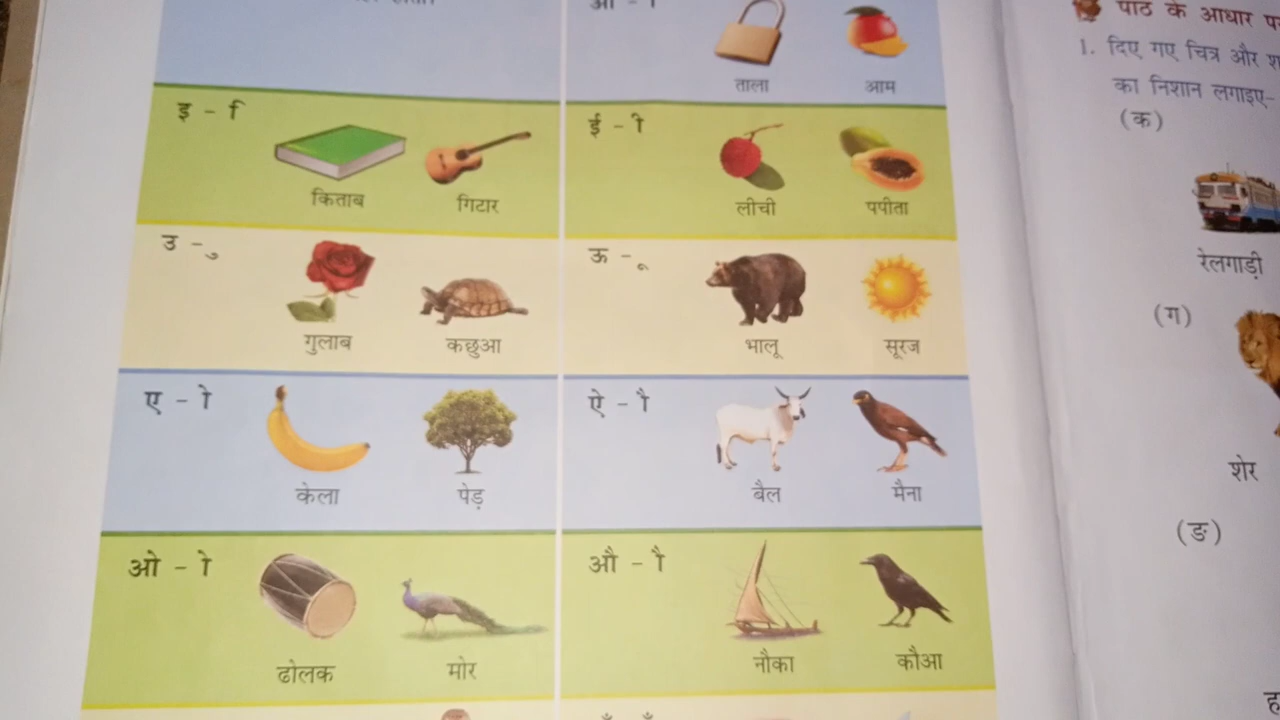 आ - ा
ताला आम
इ - ि
किताब गिटार
ई - ी
लीची पपीता
उ - ु
गुलाब कछुआ
ऊ - ू
भालू सूरज
ए - ो
केला पेड़
ऐ - ौ
बैल मैना
ओ - ो
ढोलक मोर
औ - ौ
नौका कौआ
पाठ के आधार
1. दिए गए चित्र और
का निशान लगाइए-
(क)
रेलगाड़ी
(ग)
शेर
(ङ)